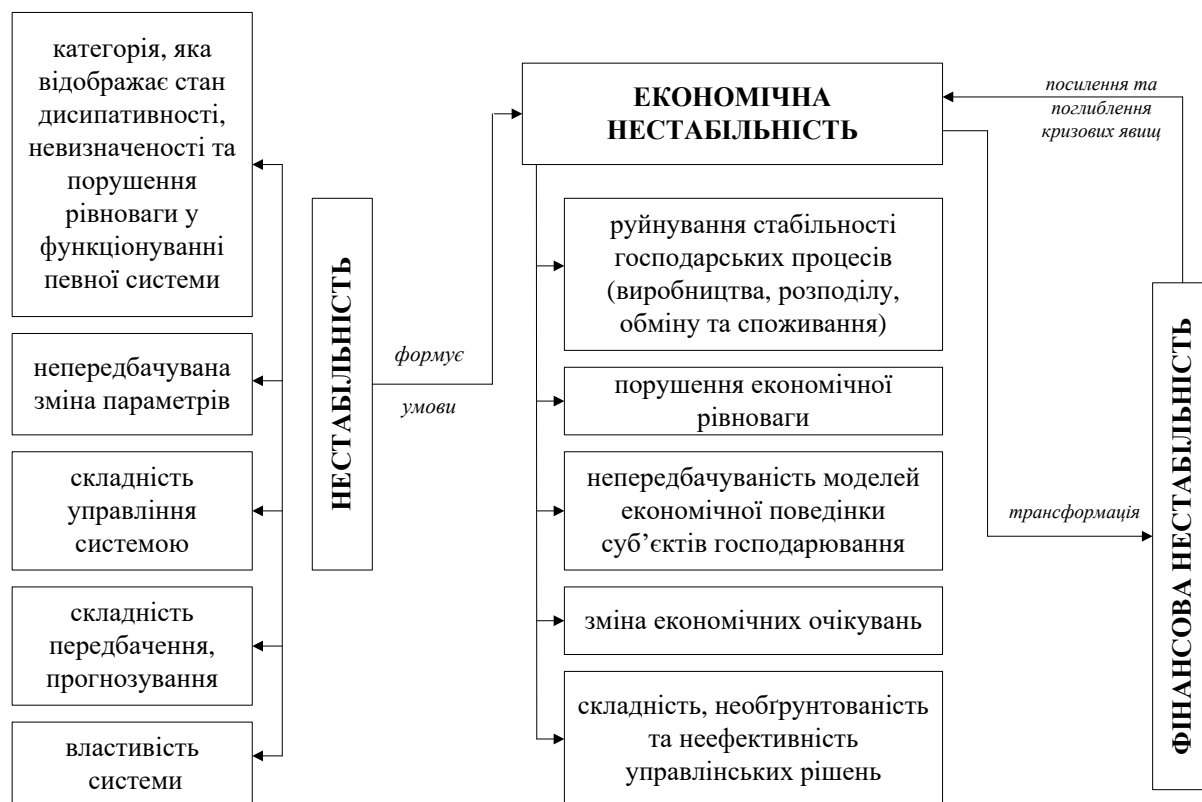 категорія, яка
відображає стан
дисипативності,
невизначеності та
порушення
рівноваги у
функціонуванні
певної системи
непередбачувана
зміна параметрів
складність
управління
системою
складність
передбачення,
прогнозування
властивість
системи
НЕСТАБІЛЬНІСТЬ
формує
умови
ЕКОНОМІЧНА
НЕСТАБІЛЬНІСТЬ
руйнування стабільності
господарських процесів
(виробництва, розподілу,
обміну та споживання)
порушення економічної
рівноваги
непередбачуваність моделей
економічної поведінки
суб’єктів господарювання
зміна економічних очікувань
складність, необґрунтованість
та неефективність
управлінських рішень
посилення та
поглиблення
кризових явищ
трансформація
ФІНАНСОВА НЕСТАБІЛЬНІСТЬ